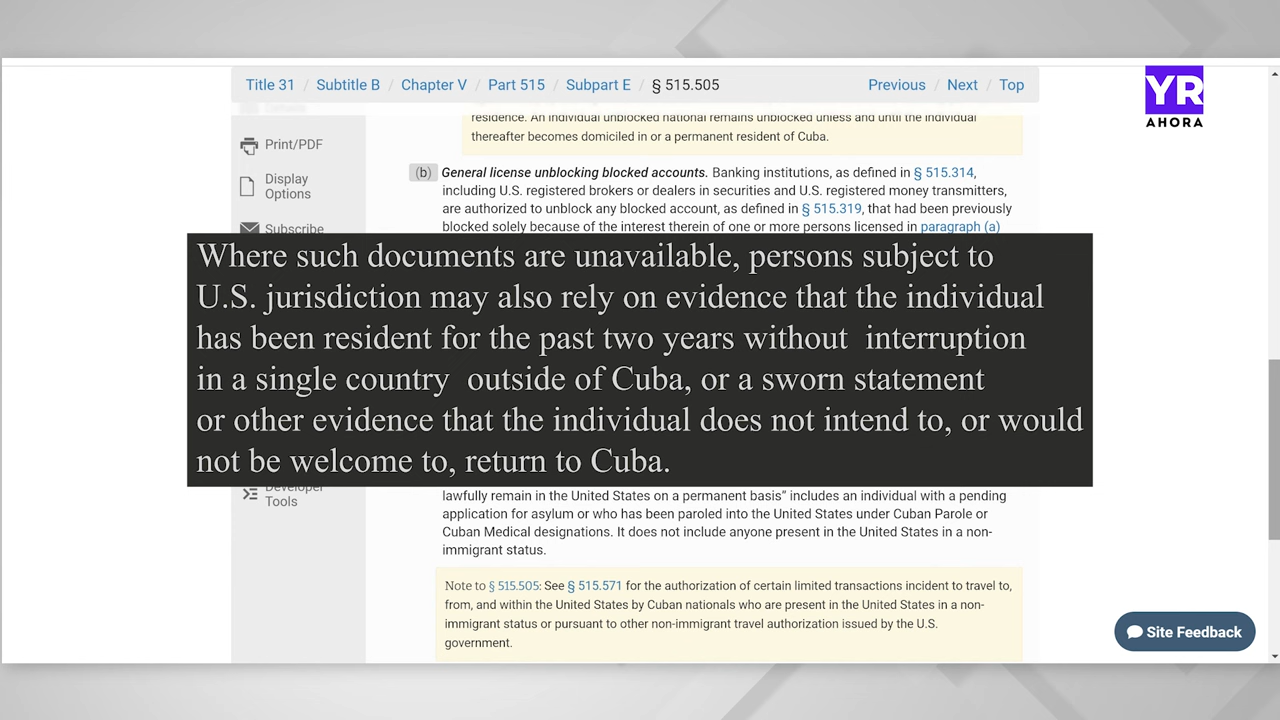 Title 31 / Subtitle B / Chapter V / Part 515 / Subpart E / § 515.505 Previous / Next / Top
YR
AHORA
residence. An individual unblocked national remains unblocked unless and until the individual
thereafter becomes domiciled in or a permanent resident of Cuba.
Print/PDF
Display
Options
Subscribe
(b) General license unblocking blocked accounts. Banking institutions, as defined in § 515.314,
including U.S. registered brokers or dealers in securities and U.S. registered money transmitters,
are authorized to unblock any blocked account, as defined in § 515.319, that had been previously
blocked solely because of the interest therein of one or more persons licensed in paragraph (a)
Where such documents are unavailable, persons subject to
U.S. jurisdiction may also rely on evidence that the individual
has been resident for the past two years without interruption
in a single country outside of Cuba, or a sworn statement
or other evidence that the individual does not intend to, or would
not be welcome to, return to Cuba.
Developer
Tools
lawfully remain in the United States on a permanent basis" includes an individual with a pending
application for asylum or who has been paroled into the United States under Cuban Parole or
Cuban Medical designations. It does not include anyone present in the United States in a non-
immigrant status.
Note to § 515.505: See § 515.571 for the authorization of certain limited transactions incident to travel to,
from, and within the United States by Cuban nationals who are present in the United States in a non-
immigrant status or pursuant to other non-immigrant travel authorization issued by the U.S.
government.
Site Feedback